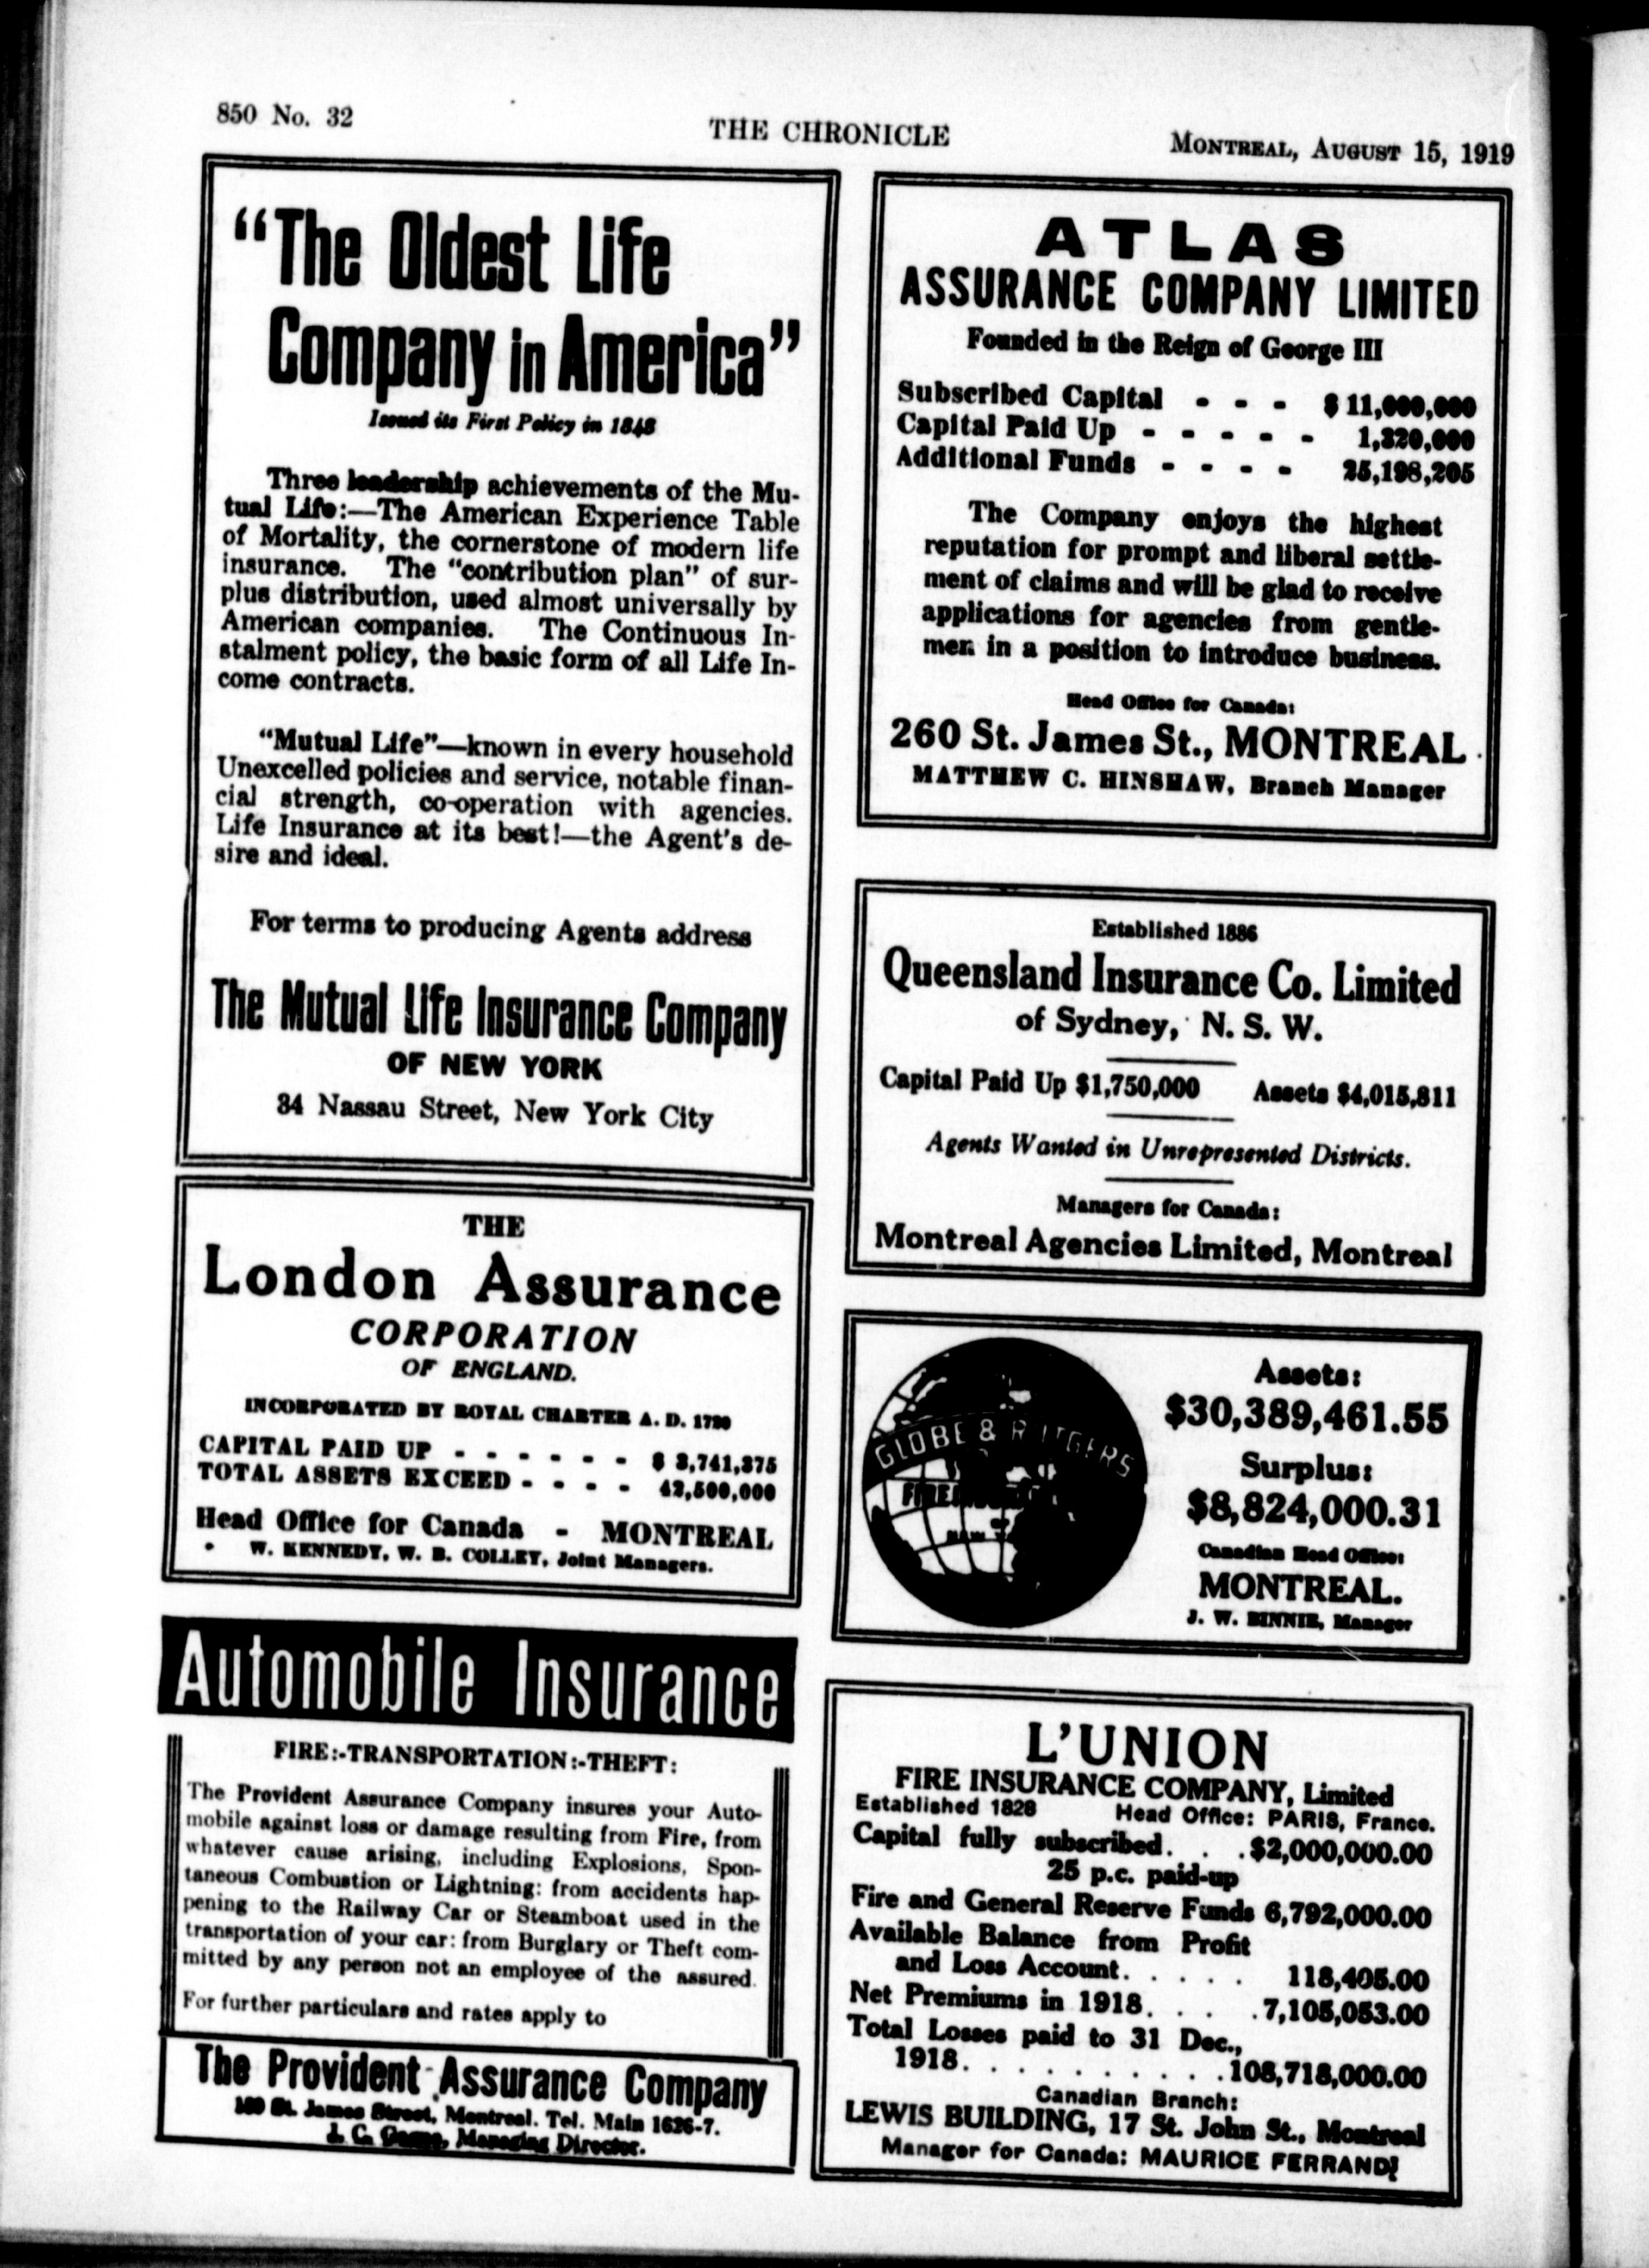 850 No. 32
THE CHRONICLE
MONTREAL, AUGUST 15, 1919
"The Oldest Life
Company in America"
Issued its First Policy in 1848
Three leadership achievements of the Mu-
tual Life:—The American Experience Table
of Mortality, the cornerstone of modern life
insurance. The "contribution plan" of sur-
plus distribution, used almost universally by
American companies. The Continuous In-
stalment policy, the basic form of all Life In-
come contracts.
"Mutual Life"—known in every household
Unexcelled policies and service, notable finan-
cial strength, co-operation with agencies.
Life Insurance at its best!—the Agent's de-
sire and ideal.
For terms to producing Agents address
The Mutual Life Insurance Company
OF NEW YORK
34 Nassau Street, New York City
THE
London Assurance
CORPORATION
OF ENGLAND.
INCORPORATED BY ROYAL CHARTER A. D. 1720
CAPITAL PAID UP - - - - - - $ 3,741,375
TOTAL ASSETS EXCEED - - - - 42,500,000
Head Office for Canada - MONTREAL
W. KENNEDY, W. B. COLLEY, Joint Managers.
Automobile Insurance
FIRE:-TRANSPORTATION:-THEFT:
The Provident Assurance Company insures your Auto-
mobile against loss or damage resulting from Fire, from
whatever cause arising, including Explosions, Spon-
taneous Combustion or Lightning: from accidents hap-
pening to the Railway Car or Steamboat used in the
transportation of your car: from Burglary or Theft com-
mitted by any person not an employee of the assured.
For further particulars and rates apply to
The Provident Assurance Company
St. James Street, Montreal. Tel. Main 1626-7.
Managing Director.
ATLAS
ASSURANCE COMPANY LIMITED
Founded in the Reign of George III
Subscribed Capital - - - $ 11,000,000
Capital Paid Up - - - - - 1,320,000
Additional Funds - - - - 25,198,205
The Company enjoys the highest
reputation for prompt and liberal settle-
ment of claims and will be glad to receive
applications for agencies from gentle-
men in a position to introduce business.
Head Office for Canada:
260 St. James St., MONTREAL
MATTHEW C. HINSHAW, Branch Manager
Established 1886
Queensland Insurance Co. Limited
of Sydney, N. S. W.
Capital Paid Up $1,750,000 Assets $4,015,811
Agents Wanted in Unrepresented Districts.
Managers for Canada:
Montreal Agencies Limited, Montreal
GLOBE & RUTGERS
FIRE
Assets:
$30,389,461.55
Surplus:
$8,824,000.31
Canadian Head Office:
MONTREAL.
J. W. BINNIE, Manager
L'UNION
FIRE INSURANCE COMPANY, Limited
Established 1828 Head Office: PARIS, France.
Capital fully subscribed. . .$2,000,000.00
25 p.c. paid-up
Fire and General Reserve Funds 6,792,000.00
Available Balance from Profit
and Loss Account. . . . . 118,405.00
Net Premiums in 1918. . . .7,105,053.00
Total Losses paid to 31 Dec.,
1918. . . . . . . . . .108,718,000.00
Canadian Branch:
LEWIS BUILDING, 17 St. John St., Montreal
Manager for Canada: MAURICE FERRAND